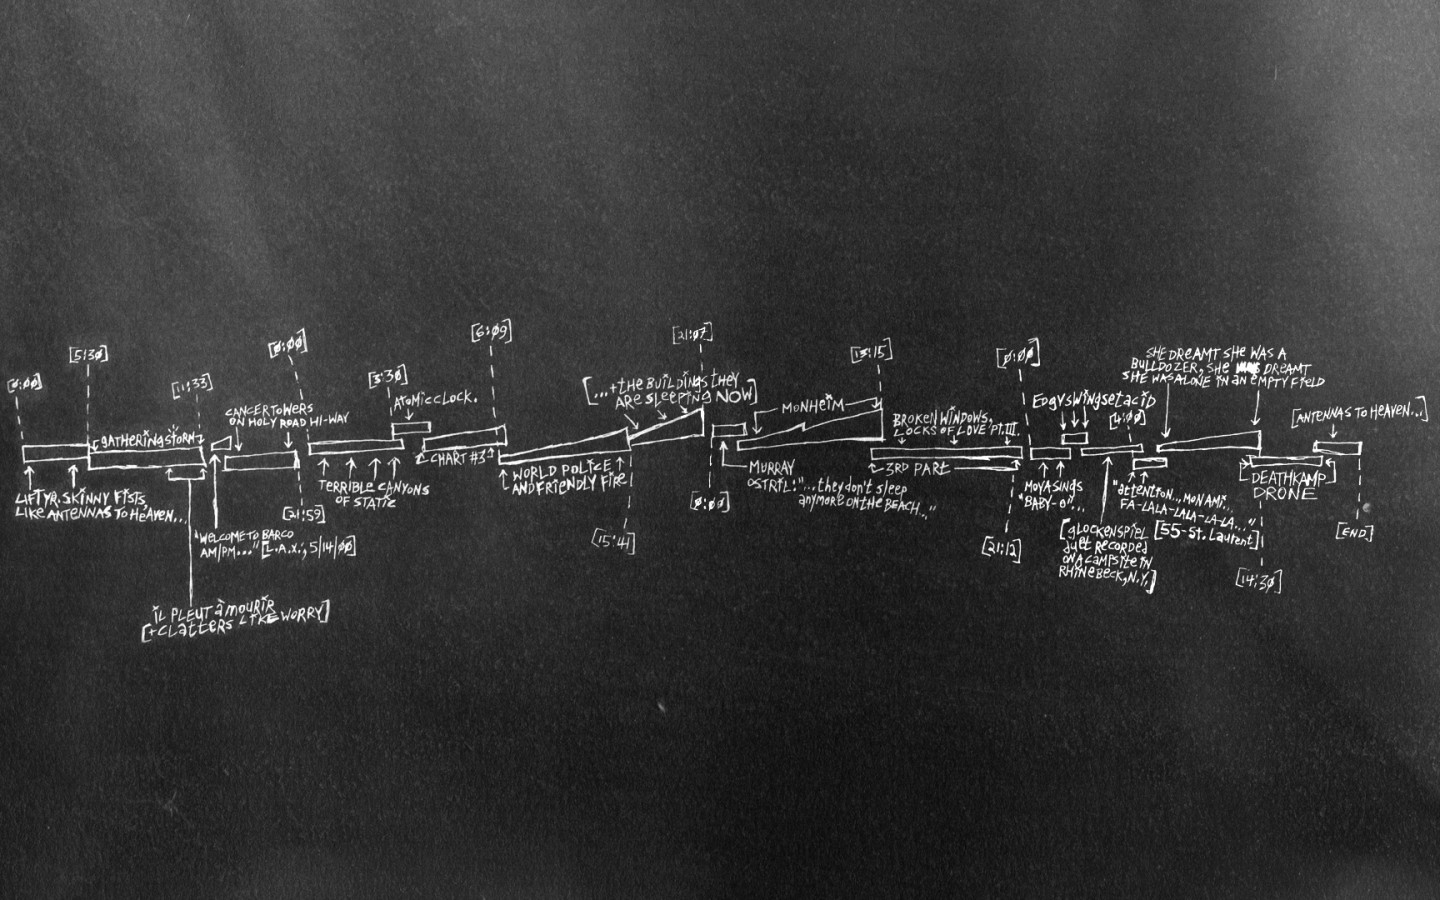 [0:00]
[5:30]
[11:33]
[0:00]
[3:30]
[6:09]
[21:07]
[0:00]
GATHERING STORM
LIFT YR. SKINNY FISTS,
LIKE ANTENNAS TO HEAVEN...
IL PLEUT À MOURIR
[+CLATTERS LIKE WORRY]
"WELCOME TO BARCO
AM/PM..." [L.A.X.; 5/14/00]
CANCER TOWERS
ON HOLY ROAD HI-WAY
[21:59]
TERRIBLE CANYONS
OF STATIC
ATOMIC CLOCK.
CHART #3
WORLD POLICE
AND FRIENDLY FIRE
[15:41]
[...+THE BUILDINGS THEY
ARE SLEEPING NOW]
[0:00]
MURRAY
OSTRIL: "...they don't sleep
anymore on the beach..."
MONHEIM
BROKEN WINDOWS,
LOCKS OF LOVE PT.III.
3RD PART
[21:12]
MOYA SINGS
"BABY-O"...
EDGYSWINGSETACID
[4:00]
[GLOCKENSPIEL
DUET RECORDED
ON A CAMPSITE IN
RHINEBECK, N.Y.]
"attention...MON AMI...
FA-LALA-LALA-LA-LA..."
[55-St. Laurent]
SHE DREAMT SHE WAS A
BULLDOZER, SHE DREAMT
SHE WAS ALONE IN AN EMPTY FIELD
DEATHKAMP
DRONE
[14:30]
[ANTENNAS TO HEAVEN...]
[END]